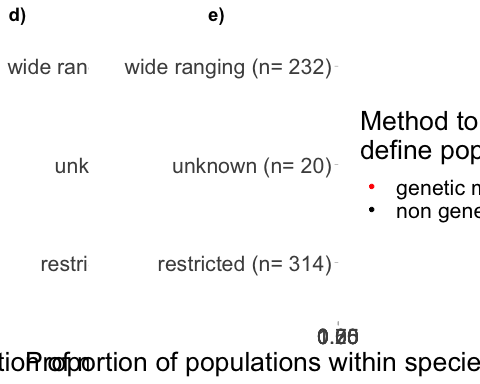 d)
e)
wide ran
wide ranging (n= 232)
Method to
define pop
unk
unknown (n= 20)
genetic m
non gene
restri
restricted (n= 314)
Proportion of populations within specie